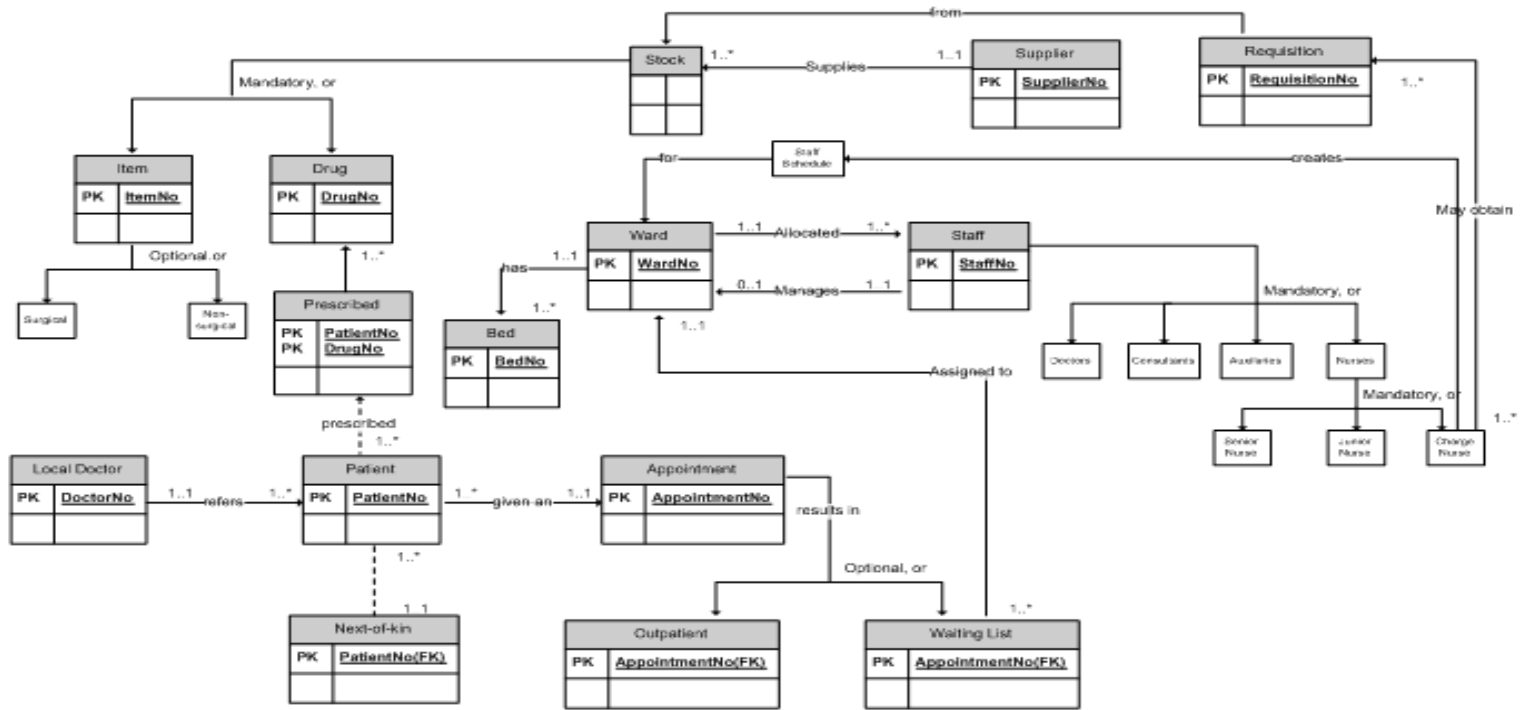 from
Stock
1..*
Supplies
1..1
Supplier
PK SupplierNo
Requisition
PK RequisitionNo
1..*
Mandatory, or
Item
PK ItemNo
Drug
PK DrugNo
Staff
Schedule
for
creates
May obtain
Optional,or
1..*
Surgical
Non-
surgical
Prescribed
PK PatientNo
PK DrugNo
Ward
PK WardNo
1..1
Allocated
1..*
0..1
Manages
1..1
Staff
PK StaffNo
1..1
has
1..*
Bed
PK BedNo
1..1
Mandatory, or
Doctors
Consultants
Auxiliaries
Nurses
Mandatory, or
Senior
Nurse
Junior
Nurse
Charge
Nurse
1..*
Assigned to
prescribed
1..*
Local Doctor
PK DoctorNo
1..1
refers
1..*
Patient
PK PatientNo
1..*
given an
1..1
Appointment
PK AppointmentNo
results in
Optional, or
1..*
1..1
Next-of-kin
PK PatientNo(FK)
Outpatient
PK AppointmentNo(FK)
1..*
Waiting List
PK AppointmentNo(FK)